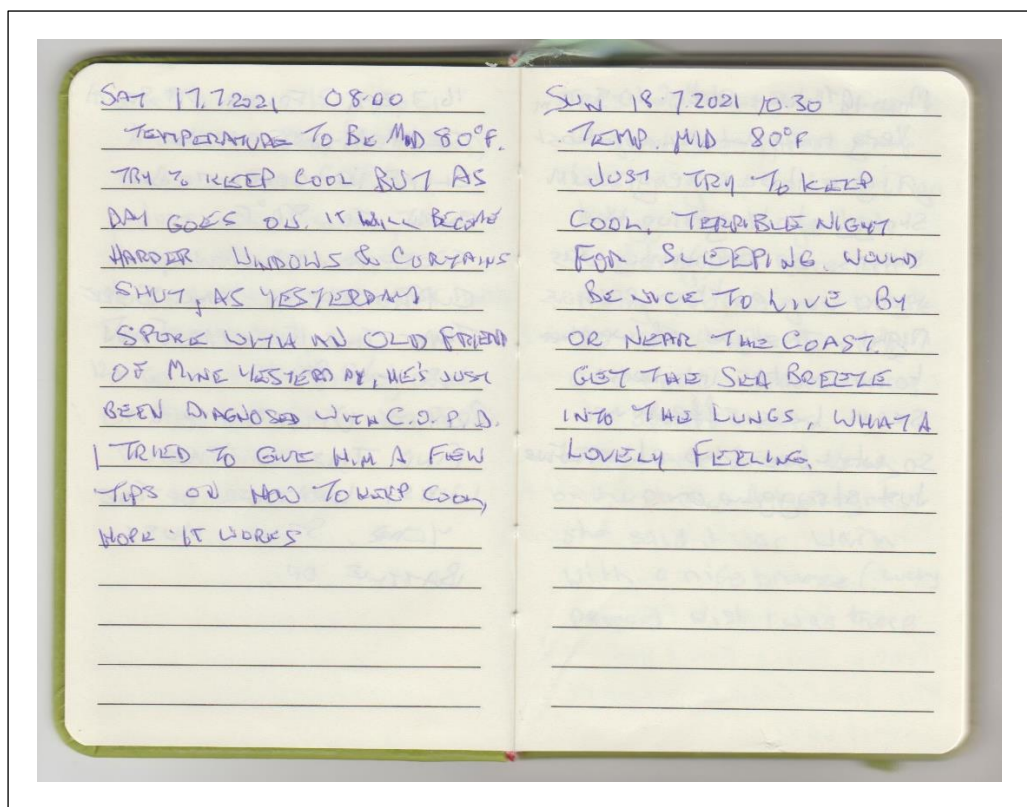 SAT 17.7.2021 08.00
TEMPERATURE TO BE MID 80°F.
TRY TO KEEP COOL BUT AS
DAY GOES ON. IT WILL BECOME
HARDER WINDOWS & CURTAINS
SHUT, AS YESTERDAY
SPOKE WITH AN OLD FRIEND
OF MINE YESTERDAY, HE'S JUST
BEEN DIAGNOSED WITH C.O.P.D.
I TRIED TO GIVE HIM A FEW
TIPS ON HOW TO KEEP COOL,
HOPE IT WORKS
SUN 18.7.2021 10.30
TEMP. MID 80°F
JUST TRY TO KEEP
COOL, TERRIBLE NIGHT
FOR SLEEPING, WOULD
BE NICE TO LIVE BY
OR NEAR THE COAST.
GET THE SEA BREEZE
INTO THE LUNGS, WHAT A
LOVELY FEELING.